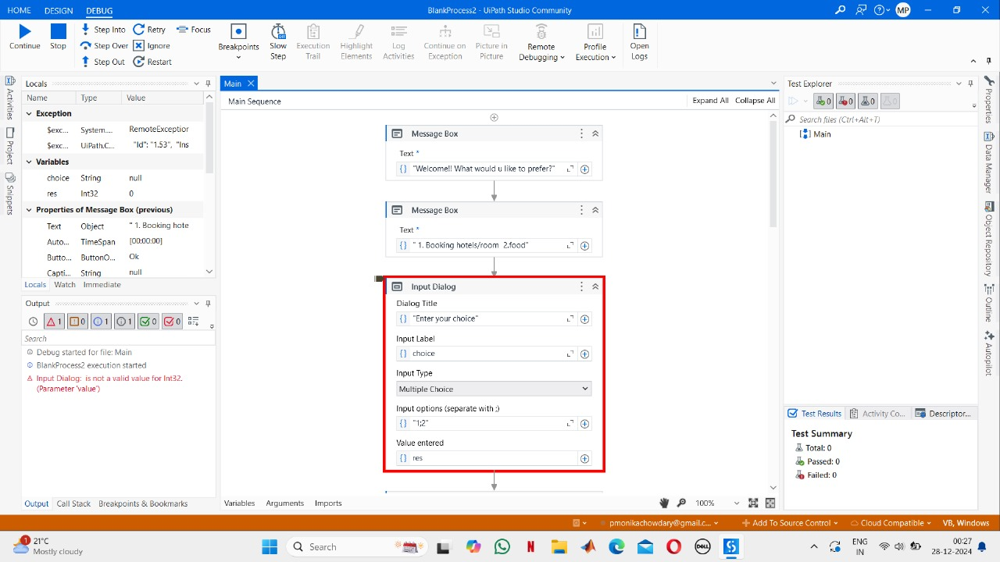 HOME DESIGN DEBUG BlankProcess2 - UiPath Studio Community MP
Continue Stop Step Into Step Over Step Out Retry Ignore Restart Focus Breakpoints Slow Step Execution Trail Highlight Elements Log Activities Continue on Exception Picture in Picture Remote Debugging Profile Execution Open Logs
Activities
Project
Snippets
Locals
Name Type Value
Exception
$exc... System.... RemoteExceptior
$exc... UiPath.C... "Id": "1.53", "Ins
Variables
choice String null
res Int32 0
Properties of Message Box (previous)
Text Object " 1. Booking hote
Auto... TimeSpan [00:00:00]
Butto... ButtonO... Ok
Capti... String null
Locals Watch Immediate
Output
1 0 1 1 0 0
Search
Debug started for file: Main
BlankProcess2 execution started
Input Dialog: is not a valid value for Int32.
(Parameter 'value')
Output Call Stack Breakpoints & Bookmarks
Main
Main Sequence Expand All Collapse All
Message Box
Text *
"Welcome!! What would u like to prefer?"
Message Box
Text *
" 1. Booking hotels/room 2.food"
Input Dialog
Dialog Title
"Enter your choice"
Input Label
choice
Input Type
Multiple Choice
Input options (separate with ;)
"1;2"
Value entered
res
Variables Arguments Imports 100%
Test Explorer
0 0 0 0
Search files (Ctrl+Alt+T)
Main
Test Results Activity Co... Descriptor...
Test Summary
Total: 0
Passed: 0
Failed: 0
Properties
Data Manager
Object Repository
Outline
Autopilot
pmonikachowdary@gmail.c... Add To Source Control Cloud Compatible VB, Windows
1 21°C
Mostly cloudy
Search
DELL
ENG
IN
00:27
28-12-2024